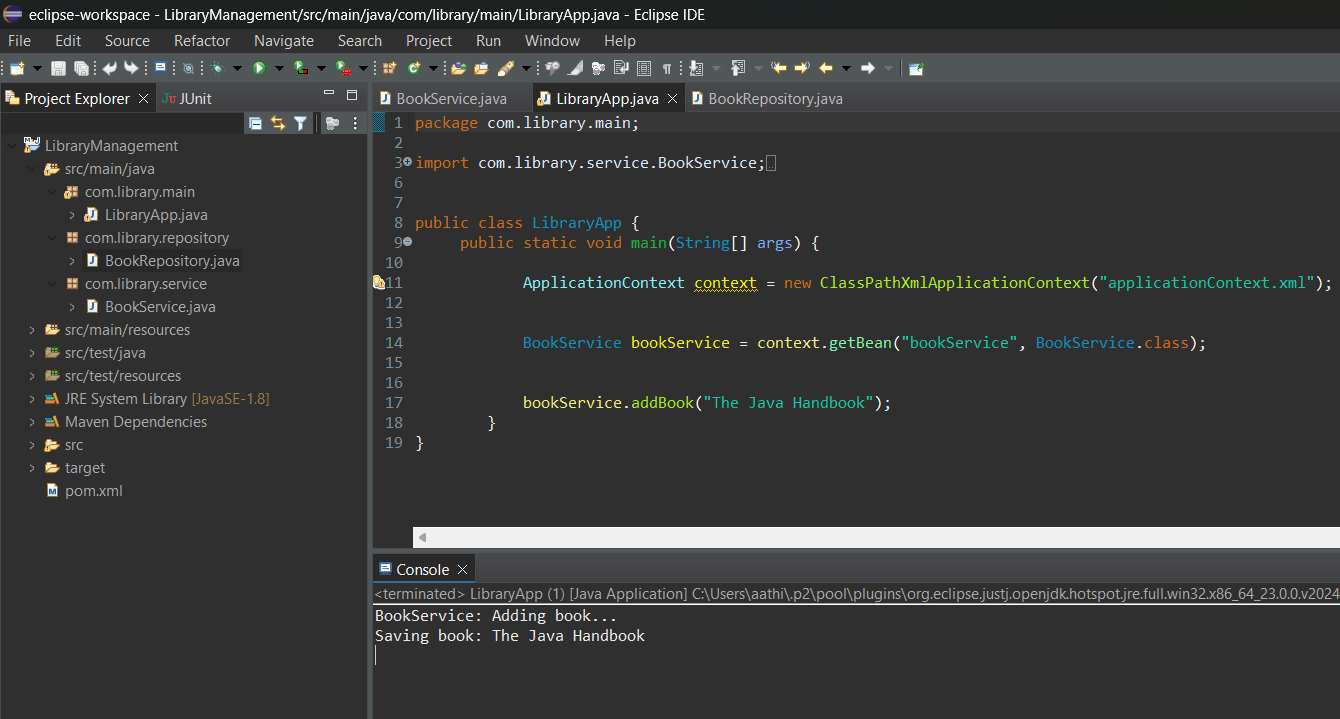 eclipse-workspace - LibraryManagement/src/main/java/com/library/main/LibraryApp.java - Eclipse IDE
File Edit Source Refactor Navigate Search Project Run Window Help
Project Explorer JUnit
LibraryManagement
src/main/java
com.library.main
LibraryApp.java
com.library.repository
BookRepository.java
com.library.service
BookService.java
src/main/resources
src/test/java
src/test/resources
JRE System Library [JavaSE-1.8]
Maven Dependencies
src
target
pom.xml
BookService.java LibraryApp.java BookRepository.java
1 package com.library.main;
2
3 import com.library.service.BookService;
6
7
8 public class LibraryApp {
9 public static void main(String[] args) {
10
11 ApplicationContext context = new ClassPathXmlApplicationContext("applicationContext.xml");
12
13
14 BookService bookService = context.getBean("bookService", BookService.class);
15
16
17 bookService.addBook("The Java Handbook");
18 }
19 }
Console
<terminated> LibraryApp (1) [Java Application] C:\Users\aathi\.p2\pool\plugins\org.eclipse.justj.openjdk.hotspot.jre.full.win32.x86_64_23.0.0.v2024
BookService: Adding book...
Saving book: The Java Handbook